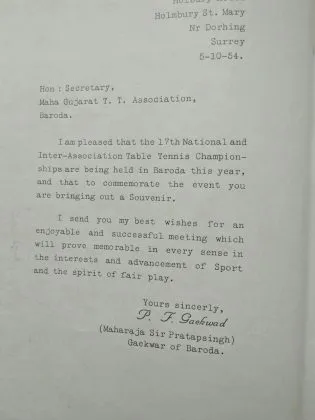 Holmbury St. Mary
Nr Dorhing
Surrey
5-10-54.
Hon: Secretary,
Maha Gujarat T. T. Association,
Baroda.
I am pleased that the 17th National and
Inter-Association Table Tennis Champion-
ships are being held in Baroda this year,
and that to commemorate the event you
are bringing out a Souvenir.
I send you my best wishes for an
enjoyable and successful meeting which
will prove memorable in every sense in
the interests and advancement of Sport
and the spirit of fair play.
Yours sincerely,
P. F. Gaekwad
(Maharaja Sir Pratapsingh)
Gaekwar of Baroda.